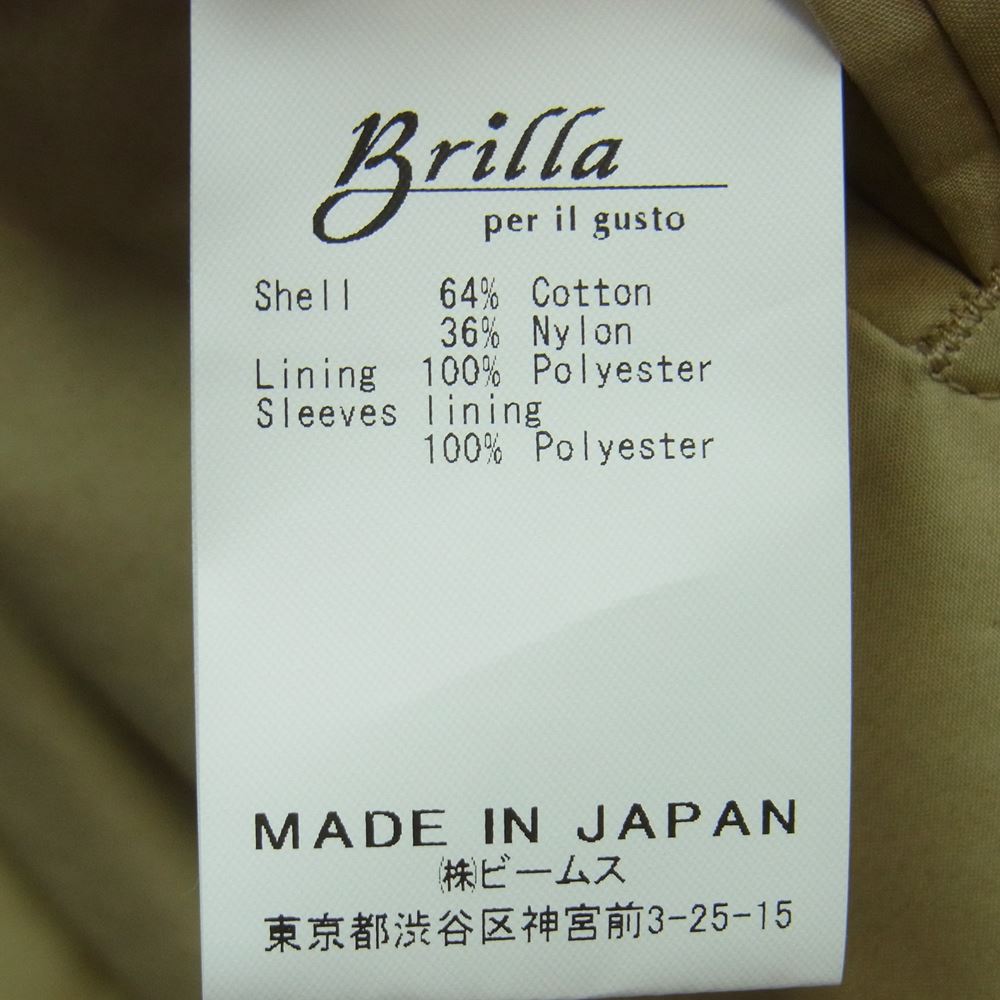 Brilla
per il gusto
Shell 64% Cotton
36% Nylon
Lining 100% Polyester
Sleeves lining
100% Polyester
MADE IN JAPAN
㈱ビームス
東京都渋谷区神宮前3-25-15